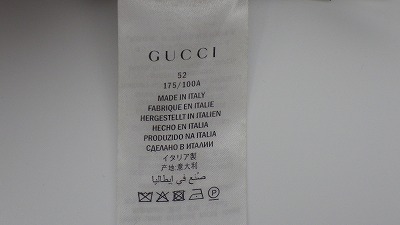 GUCCI
52
175/100A
MADE IN ITALY
FABRIQUE EN ITALIE
HERGESTELLT IN ITALIEN
HECHO EN ITALIA
PRODUZIDO NA ITALIA
СДЕЛАНО В ИТАЛИИ
イタリア製
产地:意大利
صنع في إيطاليا
P